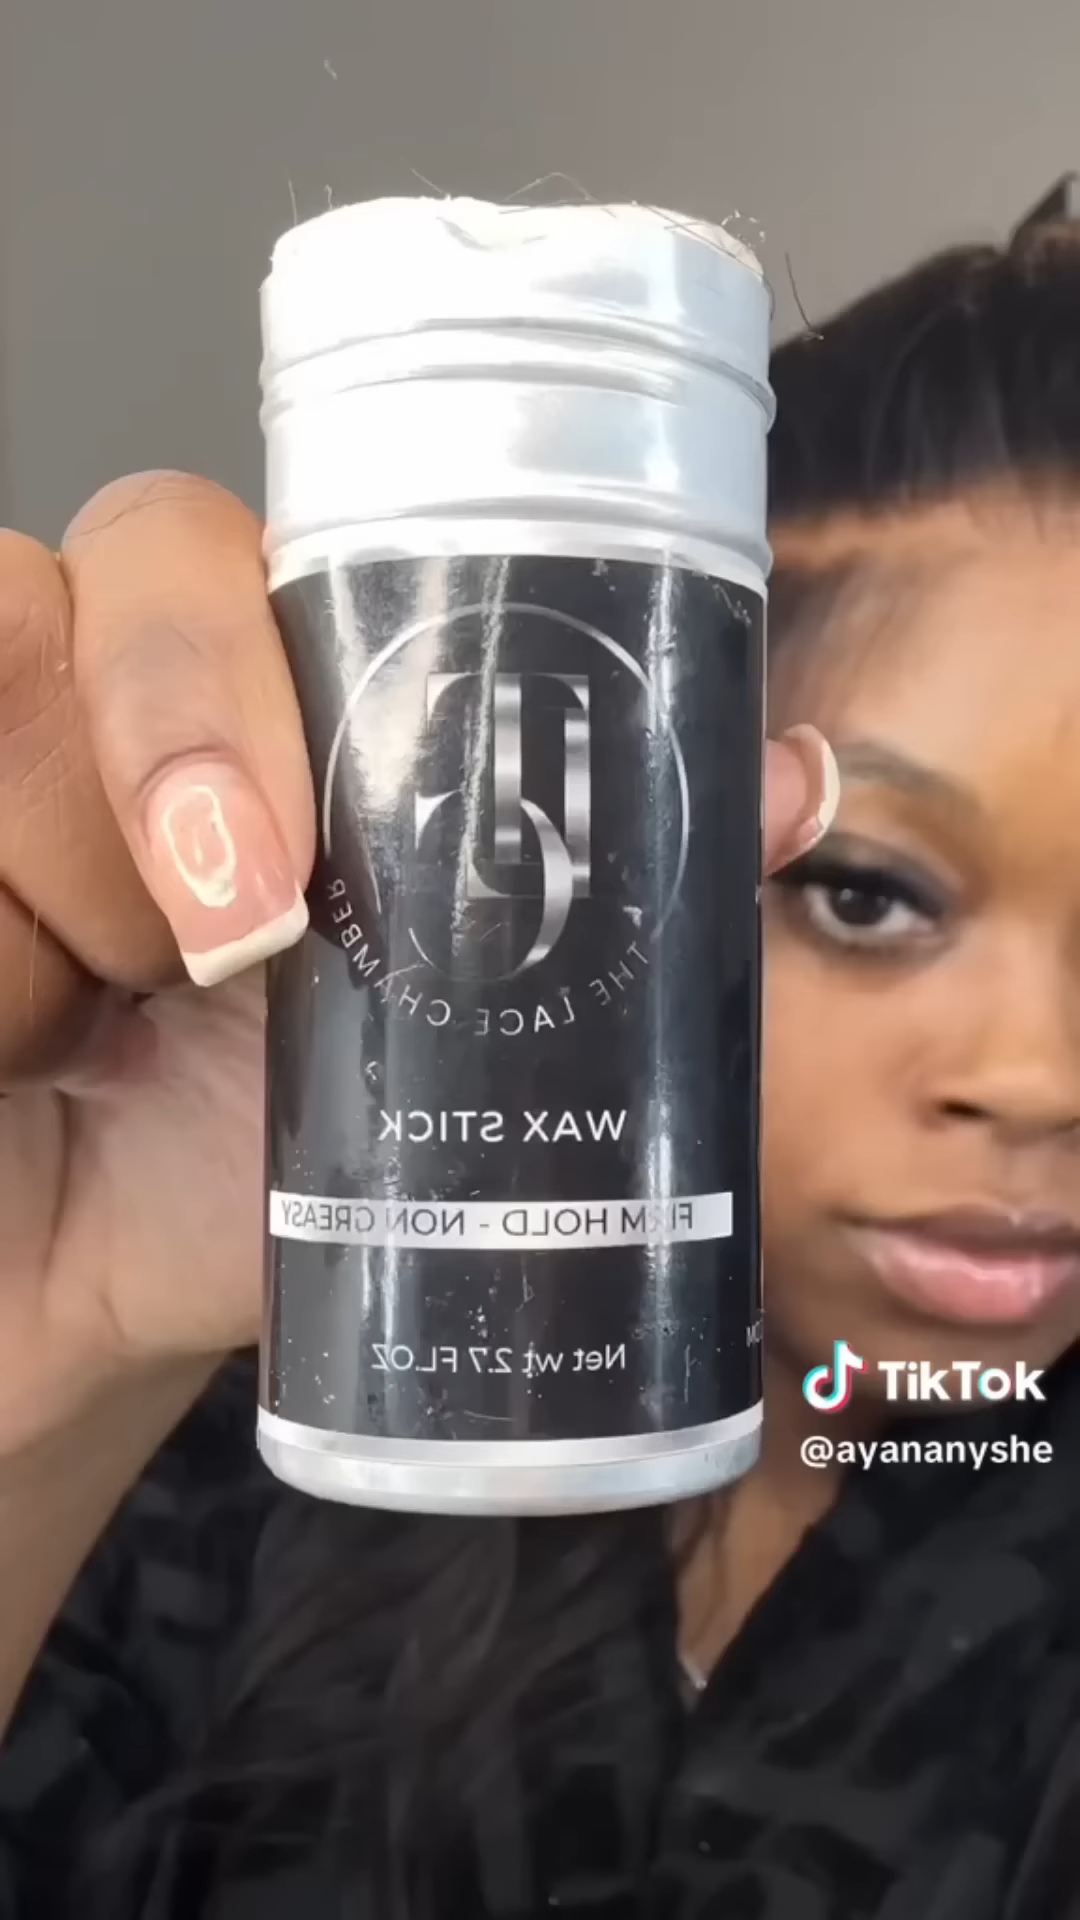 THE LACE CHAMBER
WAX STICK
FIRM HOLD - NON GREASY
Net wt 2.7 FL.OZ
TikTok
@ayananyshe